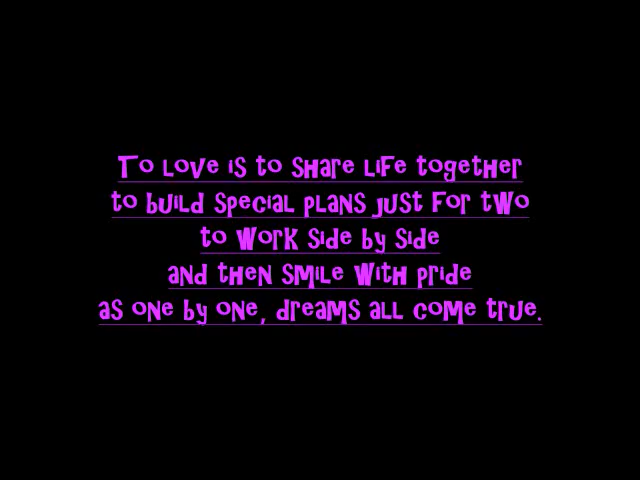 To love is to share life together
to build special plans just for two
to work side by side
and then smile with pride
as one by one, dreams all come true.